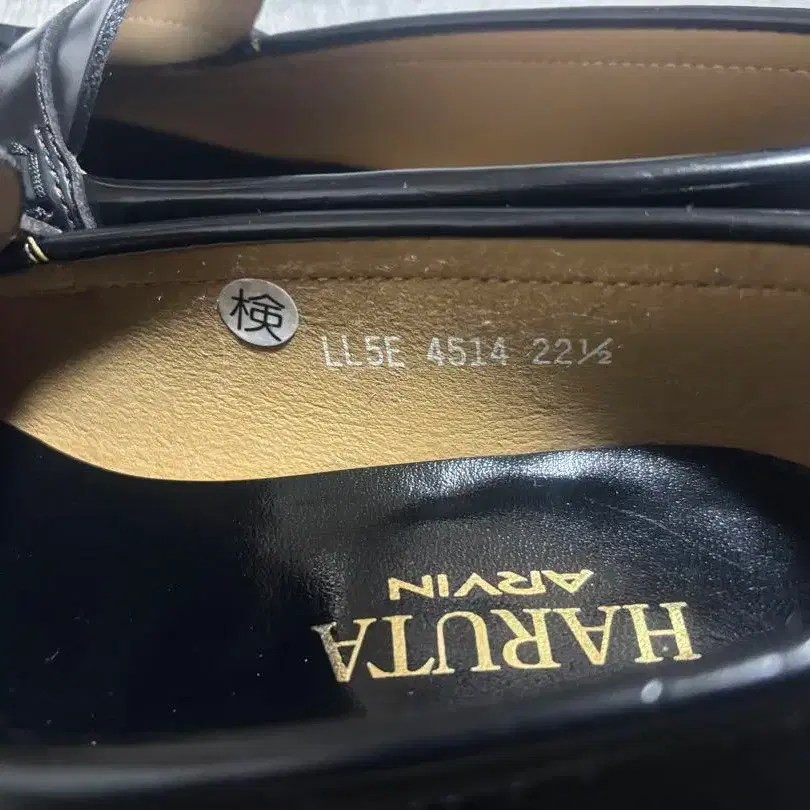 検
LL5E 4514 22½
HARUTA
ARVIN